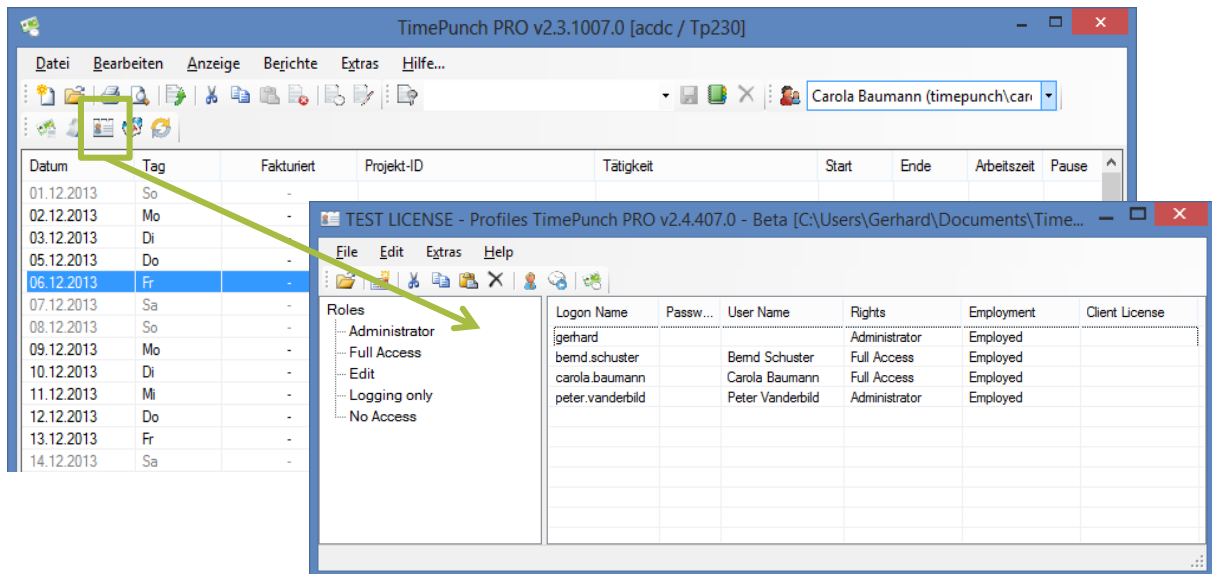 TimePunch PRO v2.3.1007.0 [acdc / Tp230]
Datei Bearbeiten Anzeige Berichte Extras Hilfe...
Carola Baumann (timepunch\car
Datum Tag Fakturiert Projekt-ID Tätigkeit Start Ende Arbeitszeit Pause
01.12.2013 So -
02.12.2013 Mo -
03.12.2013 Di -
05.12.2013 Do -
06.12.2013 Fr -
07.12.2013 Sa -
08.12.2013 So -
09.12.2013 Mo -
10.12.2013 Di -
11.12.2013 Mi -
12.12.2013 Do -
13.12.2013 Fr -
14.12.2013 Sa -
TEST LICENSE - Profiles TimePunch PRO v2.4.407.0 - Beta [C:\Users\Gerhard\Documents\Time...
File Edit Extras Help
Roles
Administrator
Full Access
Edit
Logging only
No Access
Logon Name Passw... User Name Rights Employment Client License
gerhard Administrator Employed
bernd.schuster Bernd Schuster Full Access Employed
carola.baumann Carola Baumann Full Access Employed
peter.vanderbild Peter Vanderbild Administrator Employed